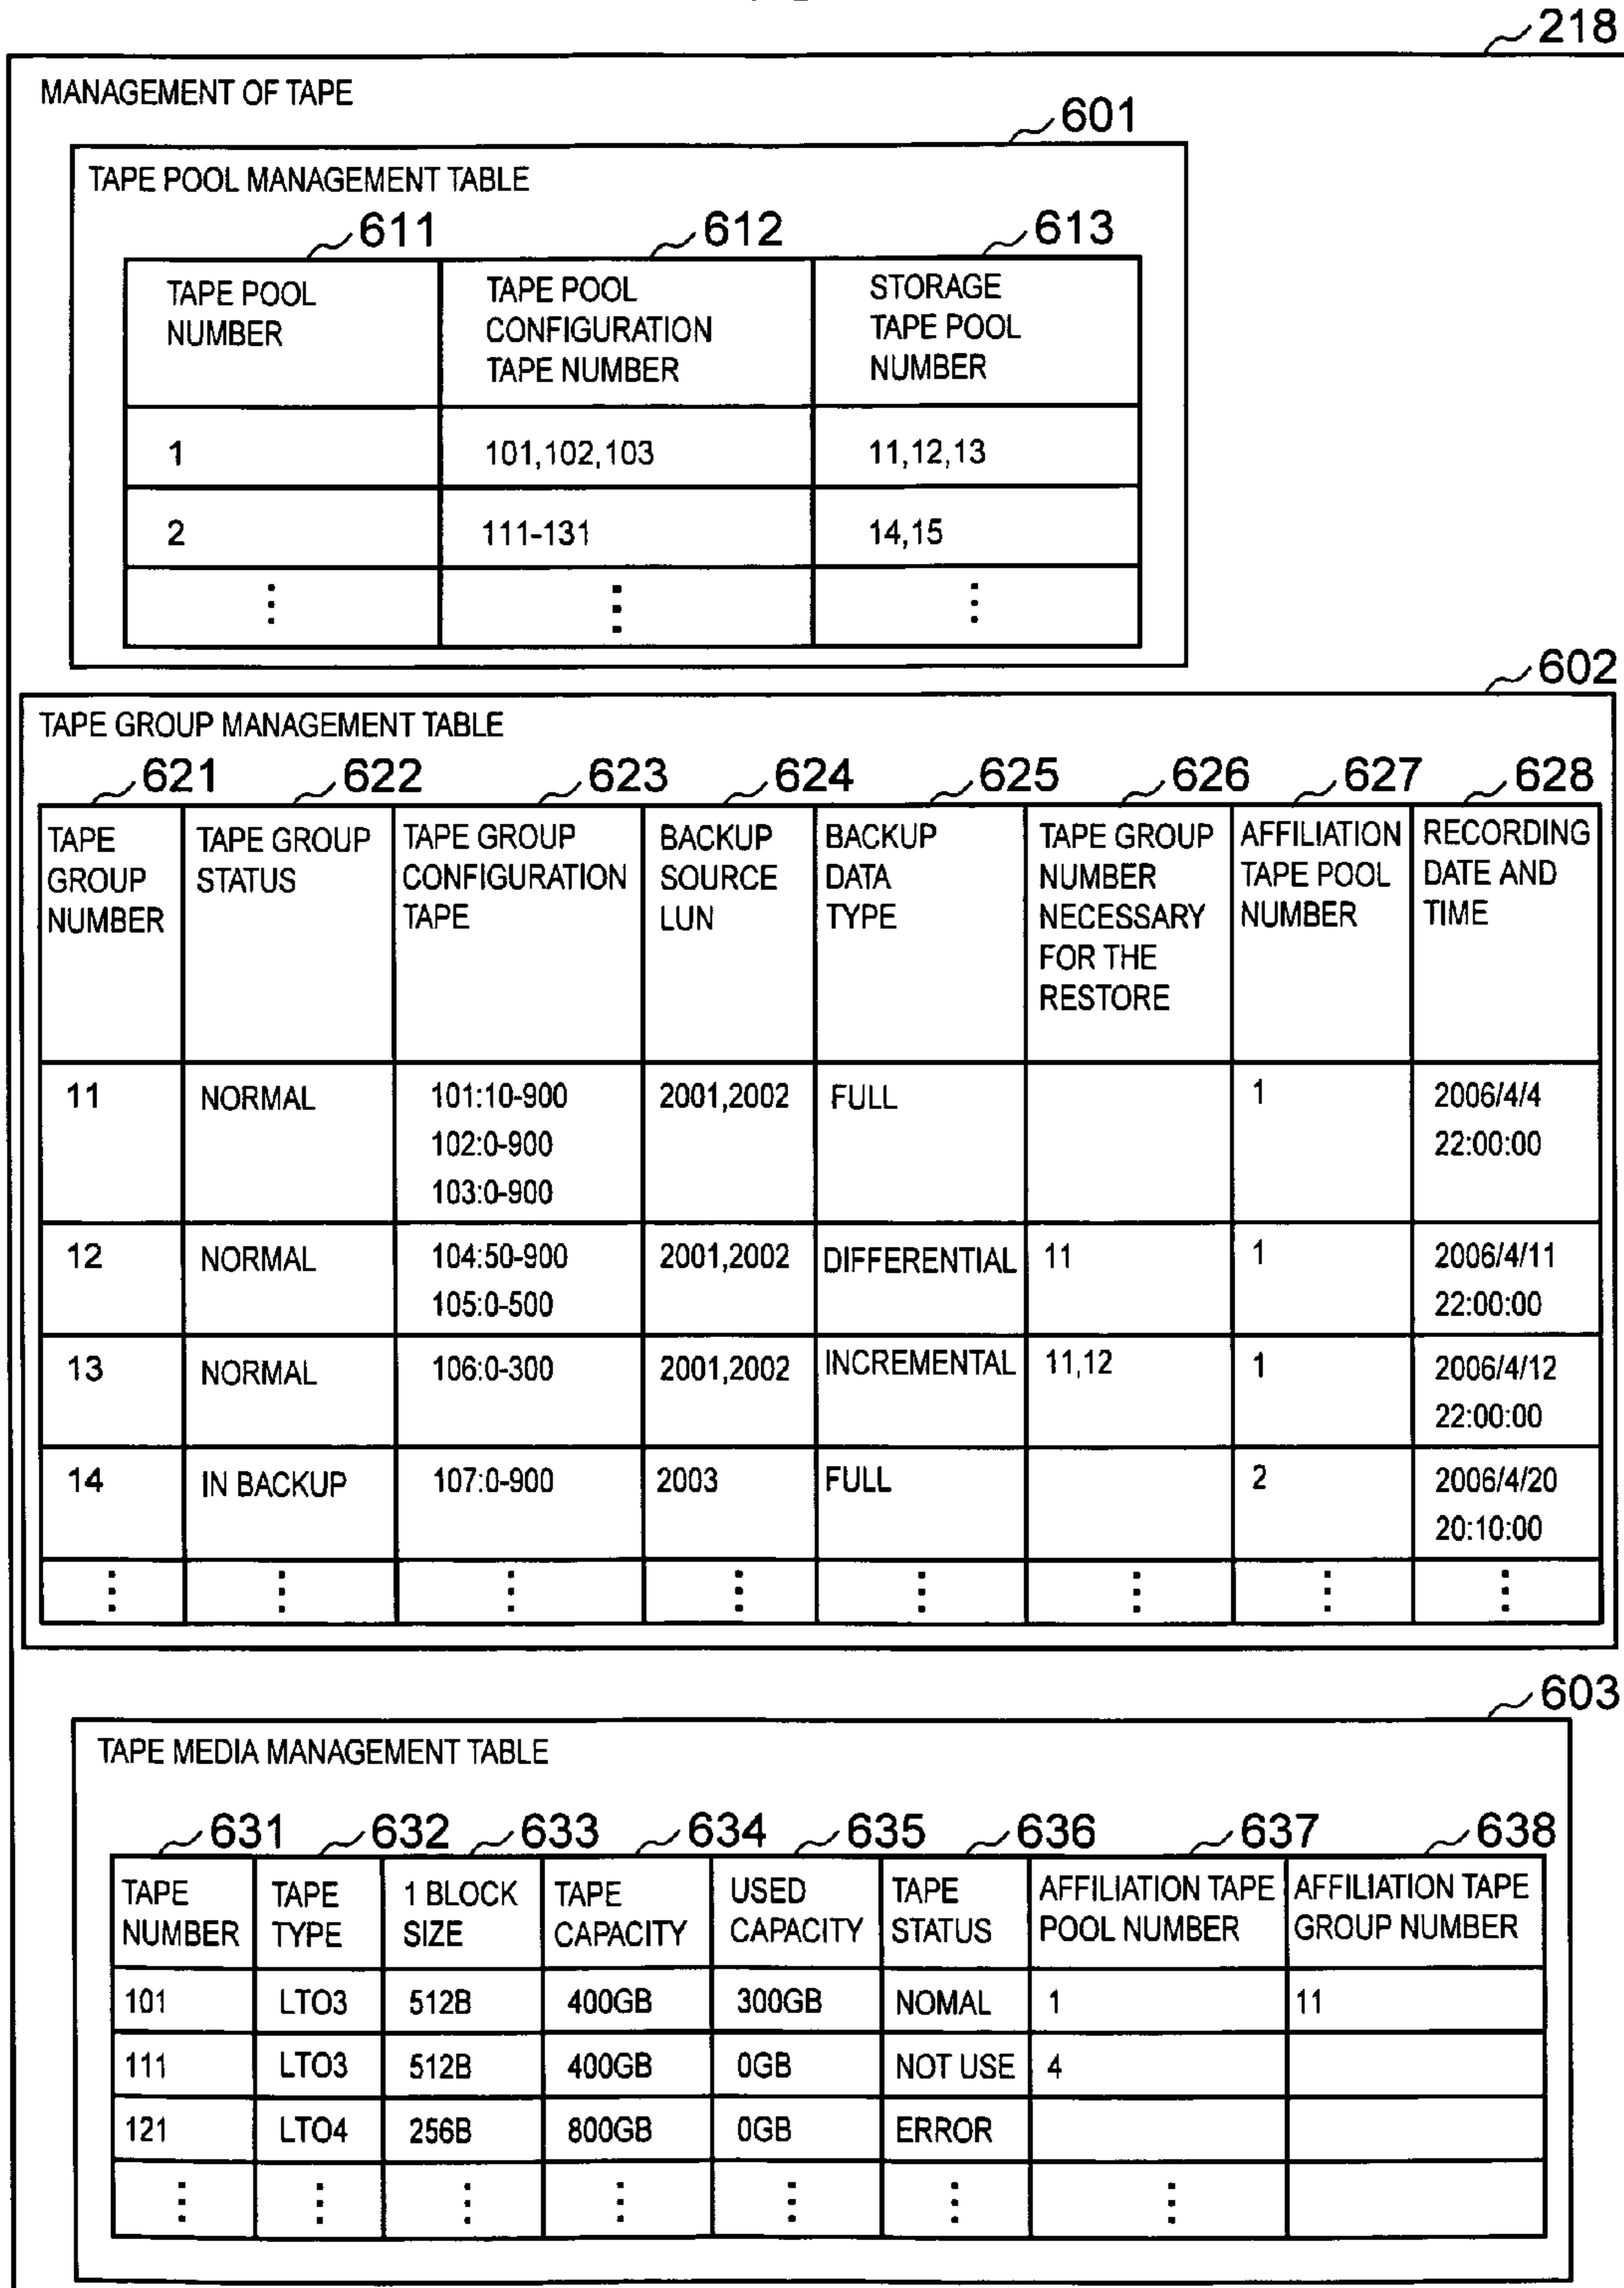 218
MANAGEMENT OF TAPE
601
TAPE POOL MANAGEMENT TABLE
611
612
613
TAPE POOL
NUMBER
TAPE POOL
CONFIGURATION
TAPE NUMBER
STORAGE
TAPE POOL
NUMBER
1
101,102,103
11,12,13
2
111-131
14,15
602
TAPE GROUP MANAGEMENT TABLE
621
622
623
624
625
626
627
628
TAPE
GROUP
NUMBER
TAPE GROUP
STATUS
TAPE GROUP
CONFIGURATION
TAPE
BACKUP
SOURCE
LUN
BACKUP
DATA
TYPE
TAPE GROUP
NUMBER
NECESSARY
FOR THE
RESTORE
AFFILIATION
TAPE POOL
NUMBER
RECORDING
DATE AND
TIME
11
NORMAL
101:10-900
102:0-900
103:0-900
2001,2002
FULL
1
2006/4/4
22:00:00
12
NORMAL
104:50-900
105:0-500
2001,2002
DIFFERENTIAL
11
1
2006/4/11
22:00:00
13
NORMAL
106:0-300
2001,2002
INCREMENTAL
11,12
1
2006/4/12
22:00:00
14
IN BACKUP
107:0-900
2003
FULL
2
2006/4/20
20:10:00
603
TAPE MEDIA MANAGEMENT TABLE
631
632
633
634
635
636
637
638
TAPE
NUMBER
TAPE
TYPE
1 BLOCK
SIZE
TAPE
CAPACITY
USED
CAPACITY
TAPE
STATUS
AFFILIATION TAPE
POOL NUMBER
AFFILIATION TAPE
GROUP NUMBER
101
LTO3
512B
400GB
300GB
NOMAL
1
11
111
LTO3
512B
400GB
0GB
NOT USE
4
121
LTO4
256B
800GB
0GB
ERROR